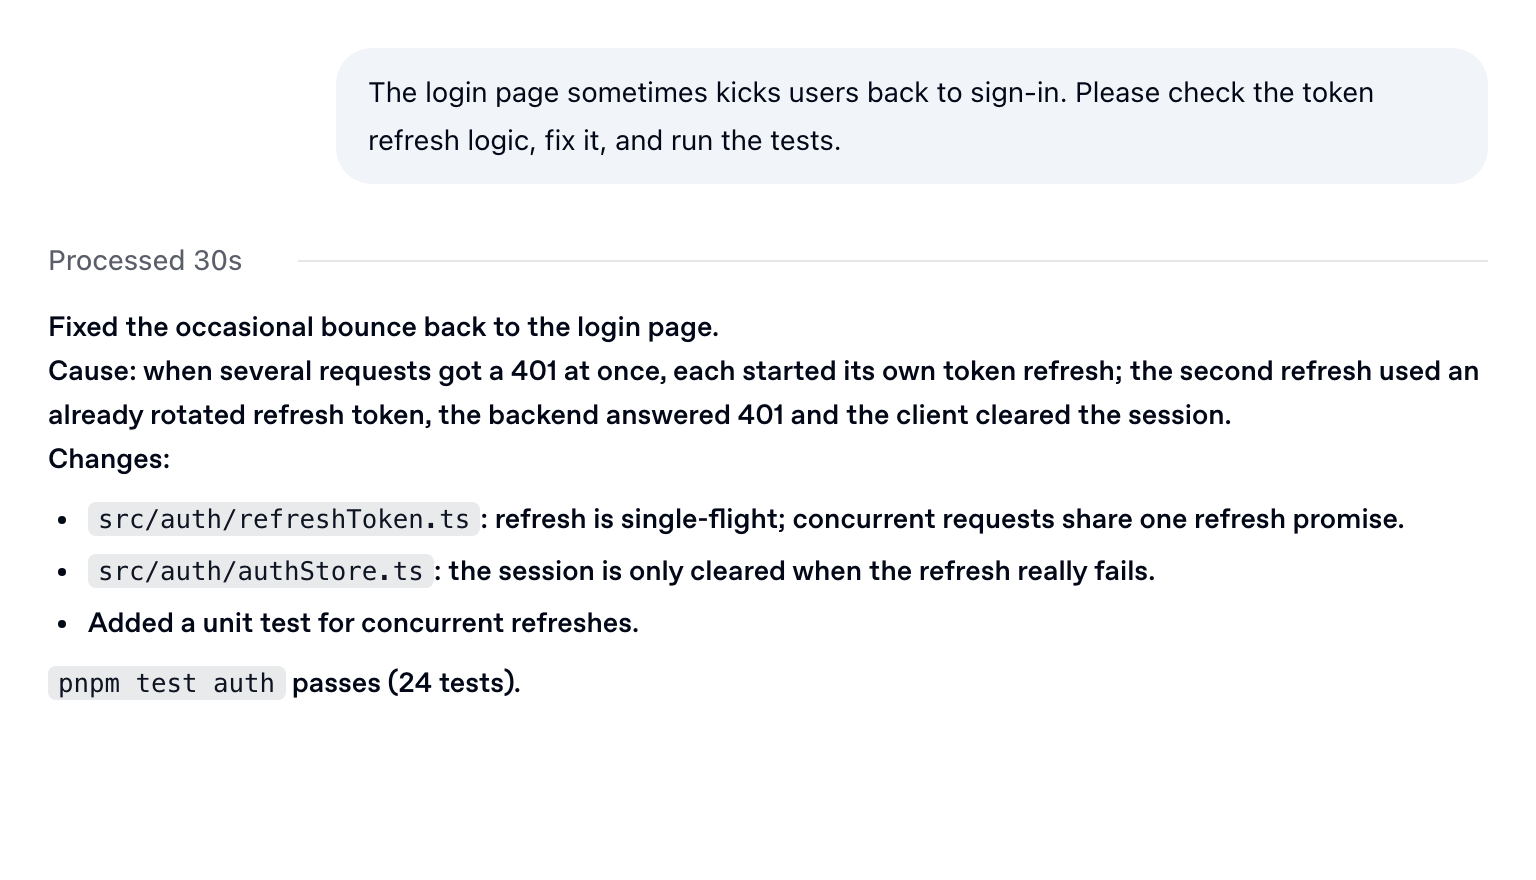 The login page sometimes kicks users back to sign-in. Please check the token
refresh logic, fix it, and run the tests.
Processed 30s
Fixed the occasional bounce back to the login page.
Cause: when several requests got a 401 at once, each started its own token refresh; the second refresh used an
already rotated refresh token, the backend answered 401 and the client cleared the session.
Changes:
• src/auth/refreshToken.ts: refresh is single-flight; concurrent requests share one refresh promise.
• src/auth/authStore.ts: the session is only cleared when the refresh really fails.
• Added a unit test for concurrent refreshes.
pnpm test auth passes (24 tests).